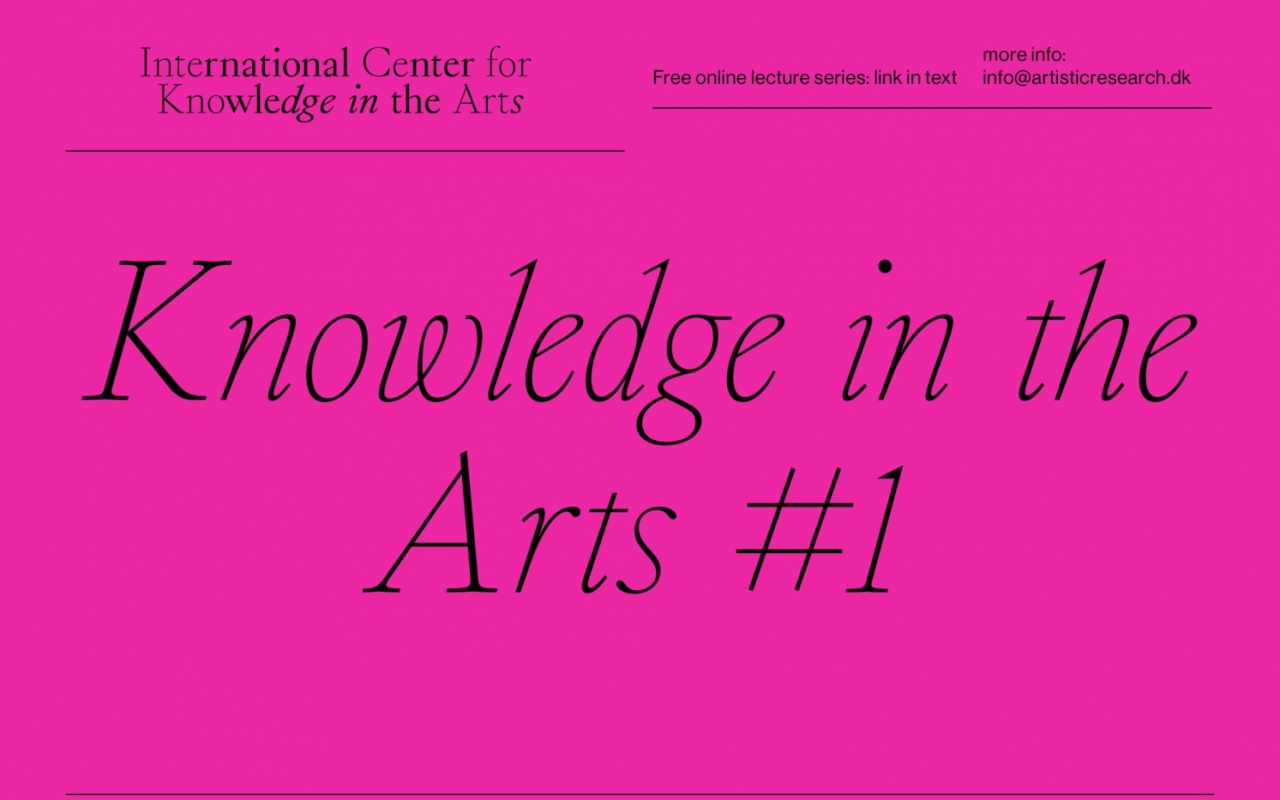 International Center for
Knowledge in the Arts
Free online lecture series: link in text
more info:
info@artisticresearch.dk
Knowledge in the
Arts #1